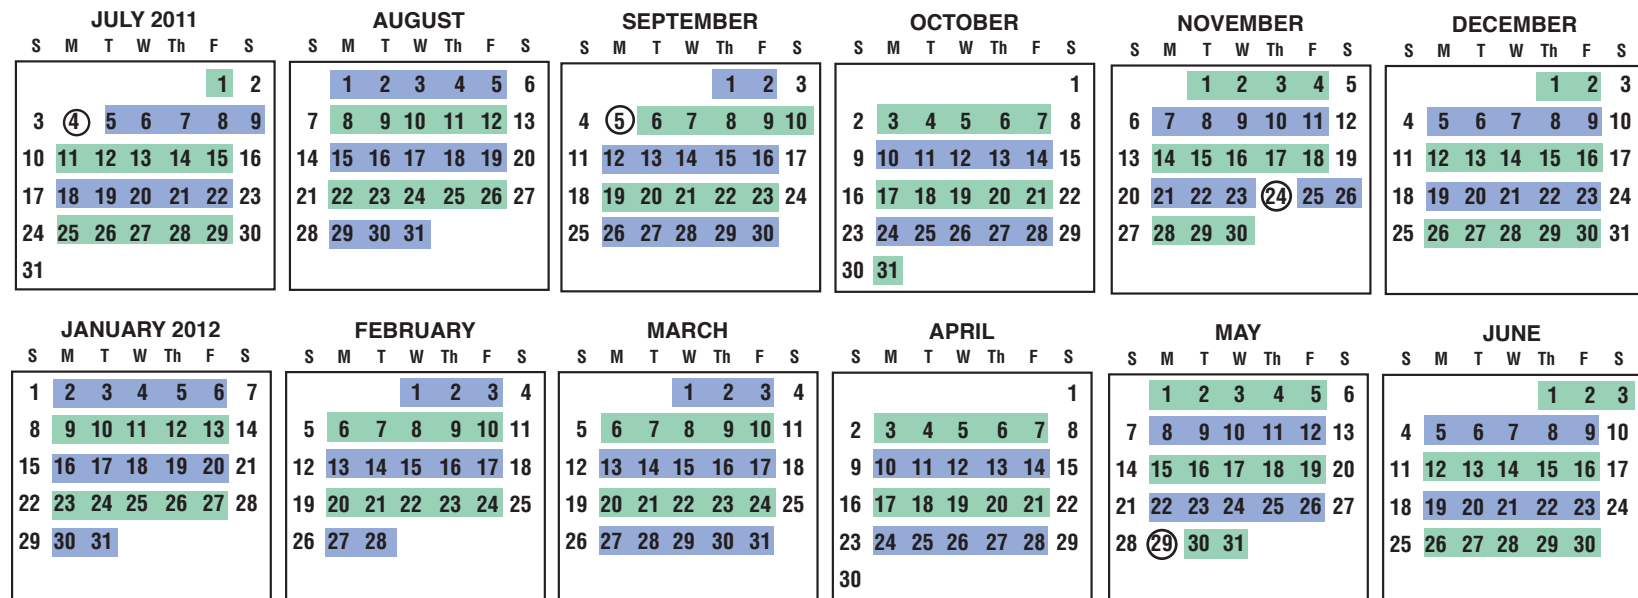 JULY 2011
S M T W Th F S
1 2
3 4 5 6 7 8 9
10 11 12 13 14 15 16
17 18 19 20 21 22 23
24 25 26 27 28 29 30
31
AUGUST
S M T W Th F S
1 2 3 4 5 6
7 8 9 10 11 12 13
14 15 16 17 18 19 20
21 22 23 24 25 26 27
28 29 30 31
SEPTEMBER
S M T W Th F S
1 2 3
4 5 6 7 8 9 10
11 12 13 14 15 16 17
18 19 20 21 22 23 24
25 26 27 28 29 30
OCTOBER
S M T W Th F S
1
2 3 4 5 6 7 8
9 10 11 12 13 14 15
16 17 18 19 20 21 22
23 24 25 26 27 28 29
30 31
NOVEMBER
S M T W Th F S
1 2 3 4 5
6 7 8 9 10 11 12
13 14 15 16 17 18 19
20 21 22 23 24 25 26
27 28 29 30
DECEMBER
S M T W Th F S
1 2 3
4 5 6 7 8 9 10
11 12 13 14 15 16 17
18 19 20 21 22 23 24
25 26 27 28 29 30 31
JANUARY 2012
S M T W Th F S
1 2 3 4 5 6 7
8 9 10 11 12 13 14
15 16 17 18 19 20 21
22 23 24 25 26 27 28
29 30 31
FEBRUARY
S M T W Th F S
1 2 3 4
5 6 7 8 9 10 11
12 13 14 15 16 17 18
19 20 21 22 23 24 25
26 27 28
MARCH
S M T W Th F S
1 2 3 4
5 6 7 8 9 10 11
12 13 14 15 16 17 18
19 20 21 22 23 24 25
26 27 28 29 30 31
APRIL
S M T W Th F S
1
2 3 4 5 6 7 8
9 10 11 12 13 14 15
16 17 18 19 20 21 22
23 24 25 26 27 28 29
30
MAY
S M T W Th F S
1 2 3 4 5 6
7 8 9 10 11 12 13
14 15 16 17 18 19 20
21 22 23 24 25 26 27
28 29 30 31
JUNE
S M T W Th F S
1 2 3
4 5 6 7 8 9 10
11 12 13 14 15 16 17
18 19 20 21 22 23 24
25 26 27 28 29 30